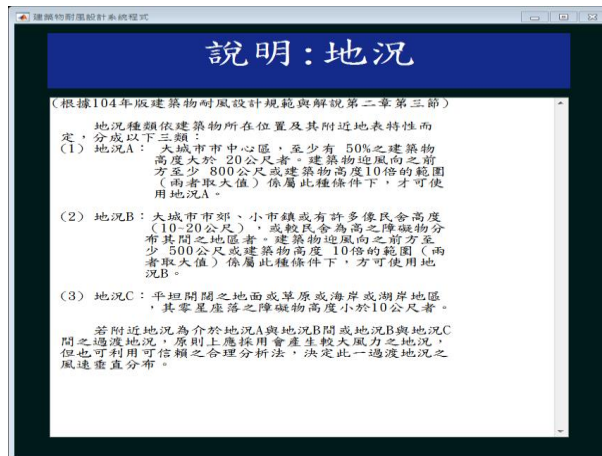 建築物耐風設計系統程式
說明:地況
(根據104年版建築物耐風設計規範與解說第二章第三節)
地況種類依建築物所在位置及其附近地表特性而
定，分成以下三類：
(1) 地況A： 大城市市中心區，至少有 50%之建築物
高度大於 20公尺者。建築物迎風向之前
方至少 800公尺或建築物高度10倍的範圍
(兩者取大值) 係屬此種條件下，才可使
用地況A。
(2) 地況B：大城市市郊、小市鎮或有許多像民舍高度
(10~20公尺) ，或較民舍為高之障礙物分
布其間之地區者。建築物迎風向之前方至
少 500公尺或建築物高度 10倍的範圍 (兩
者取大值) 係屬此種條件下，方可使用地
況B。
(3) 地況C：平坦開闊之地面或草原或海岸或湖岸地區
，其零星座落之障礙物高度小於10公尺者。
若附近地況為介於地況A與地況B間或地況B與地況C
間之過渡地況，原則上應採用會產生較大風力之地況，
但也可利用可信賴之合理分析法，決定此一過渡地況之
風速垂直分布。